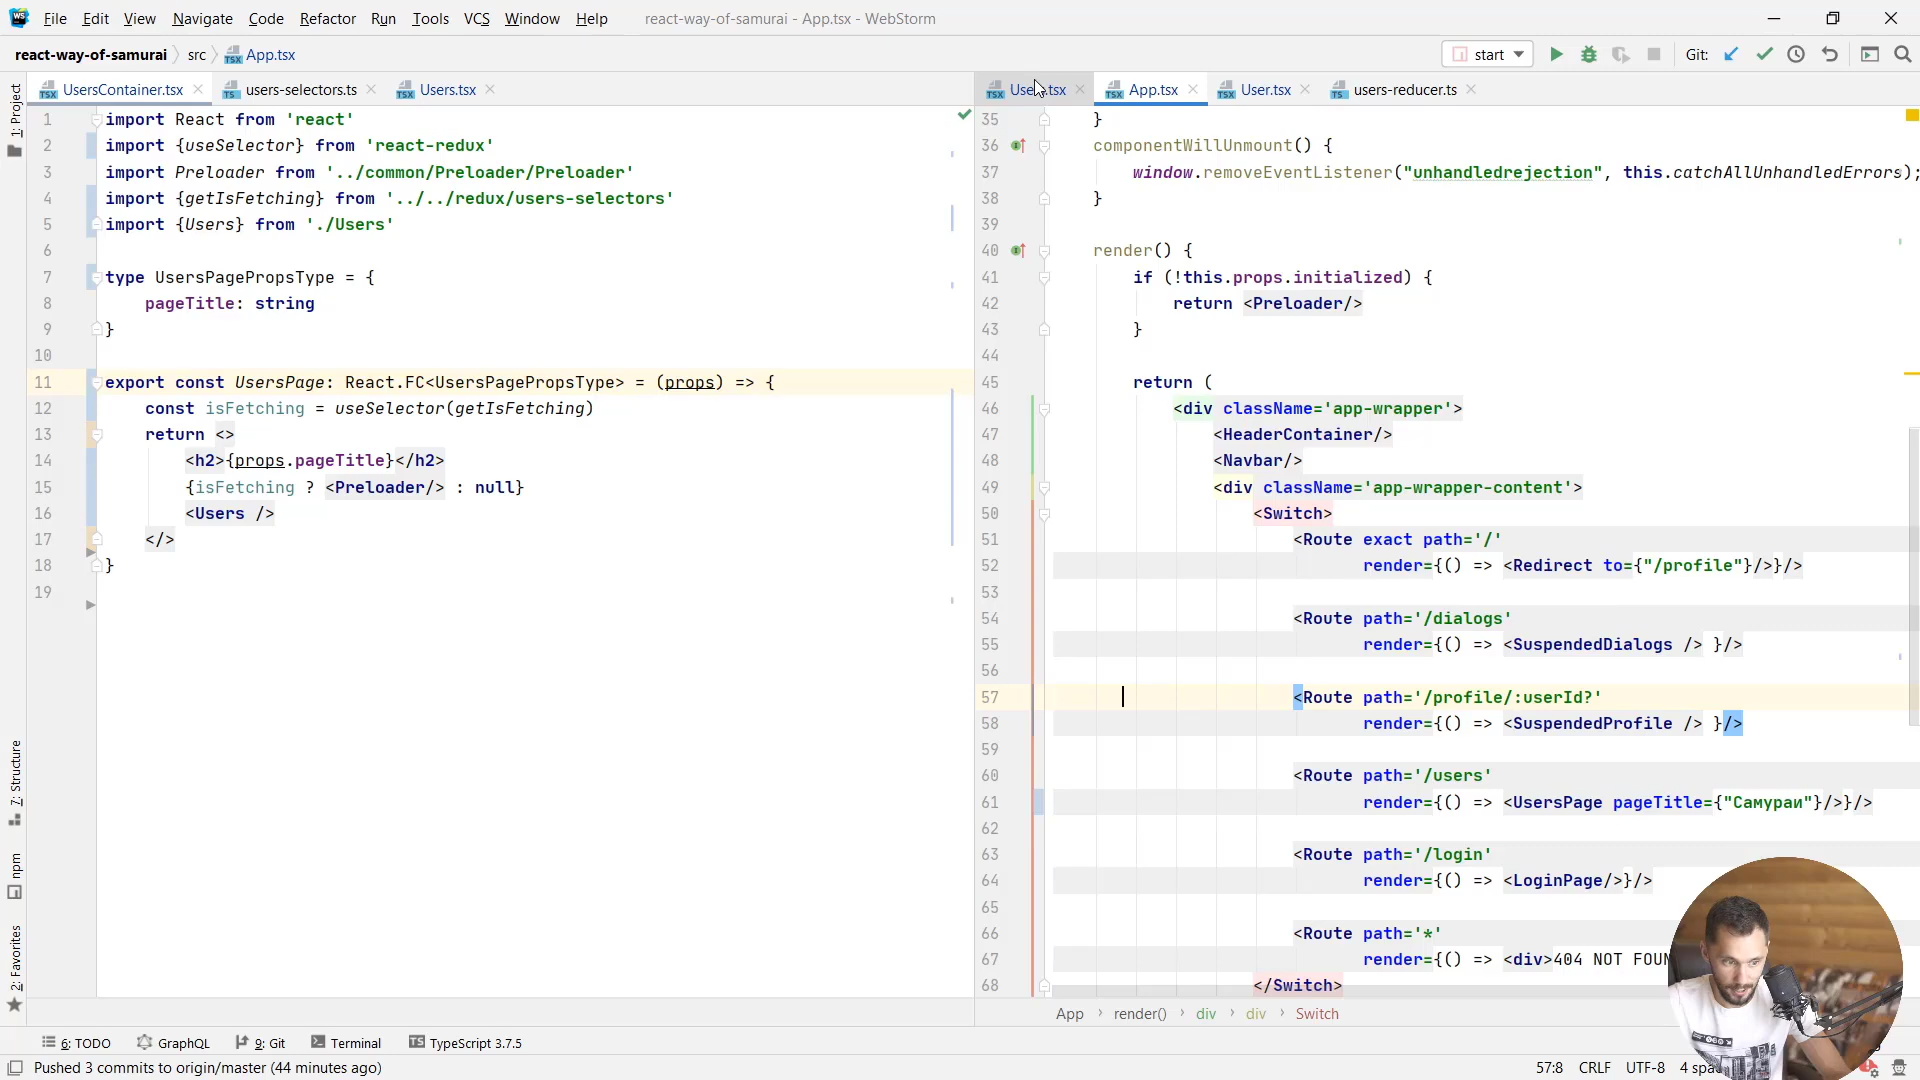 File Edit View Navigate Code Refactor Run Tools VCS Window Help react-way-of-samurai - App.tsx - WebStorm
react-way-of-samurai src App.tsx start Git:
UsersContainer.tsx users-selectors.ts Users.tsx
App.tsx User.tsx users-reducer.ts
1: Project
7: Structure
npm
2: Favorites
1 import React from 'react'
2 import {useSelector} from 'react-redux'
3 import Preloader from '../common/Preloader/Preloader'
4 import {getIsFetching} from '../../redux/users-selectors'
5 import {Users} from './Users'
6
7 type UsersPagePropsType = {
8 pageTitle: string
9 }
10
11 export const UsersPage: React.FC<UsersPagePropsType> = (props) => {
12 const isFetching = useSelector(getIsFetching)
13 return <>
14 <h2>{props.pageTitle}</h2>
15 {isFetching ? <Preloader/> : null}
16 <Users />
17 </>
18 }
19
35 }
36 componentWillUnmount() {
37 window.removeEventListener("unhandledrejection", this.catchAllUnhandledErrors);
38 }
39
40 render() {
41 if (!this.props.initialized) {
42 return <Preloader/>
43 }
44
45 return (
46 <div className='app-wrapper'>
47 <HeaderContainer/>
48 <Navbar/>
49 <div className='app-wrapper-content'>
50 <Switch>
51 <Route exact path='/'
52 render={() => <Redirect to={"/profile"}/>}/>
53
54 <Route path='/dialogs'
55 render={() => <SuspendedDialogs /> }/>
56
57 <Route path='/profile/:userId?'
58 render={() => <SuspendedProfile /> }/>
59
60 <Route path='/users'
61 render={() => <UsersPage pageTitle={"Самураи"}/>}/>
62
63 <Route path='/login'
64 render={() => <LoginPage/>}/>
65
66 <Route path='*'
67 render={() => <div>404 NOT FOUN
68 </Switch>
App render() div div Switch
6: TODO GraphQL 9: Git Terminal TypeScript 3.7.5
Pushed 3 commits to origin/master (44 minutes ago) 57:8 CRLF UTF-8 4